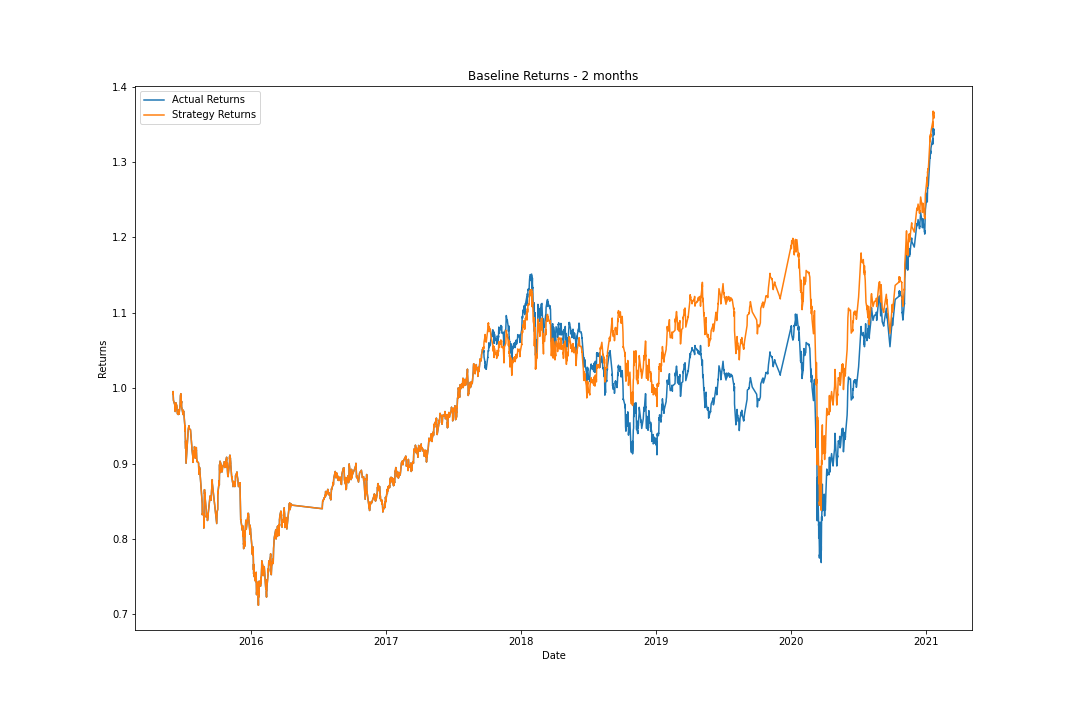 Baseline Returns - 2 months
Actual Returns
Strategy Returns
Returns
1.4
1.3
1.2
1.1
1.0
0.9
0.8
0.7
2016 2017 2018 2019 2020 2021
Date